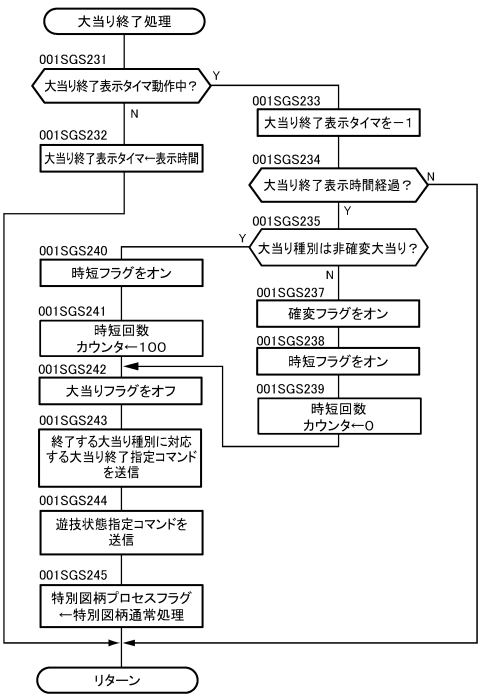 大当り終了処理
001SGS231
大当り終了表示タイマ動作中？
Y
N
001SGS232
大当り終了表示タイマ←表示時間
001SGS233
大当り終了表示タイマを－1
001SGS234
大当り終了表示時間経過？
N
Y
001SGS235
大当り種別は非確変大当り？
Y
N
001SGS240
時短フラグをオン
001SGS237
確変フラグをオン
001SGS241
時短回数
カウンタ←100
001SGS238
時短フラグをオン
001SGS242
大当りフラグをオフ
001SGS239
時短回数
カウンタ←0
001SGS243
終了する大当り種別に対応
する大当り終了指定コマンド
を送信
001SGS244
遊技状態指定コマンドを
送信
001SGS245
特別図柄プロセスフラグ
←特別図柄通常処理
リターン